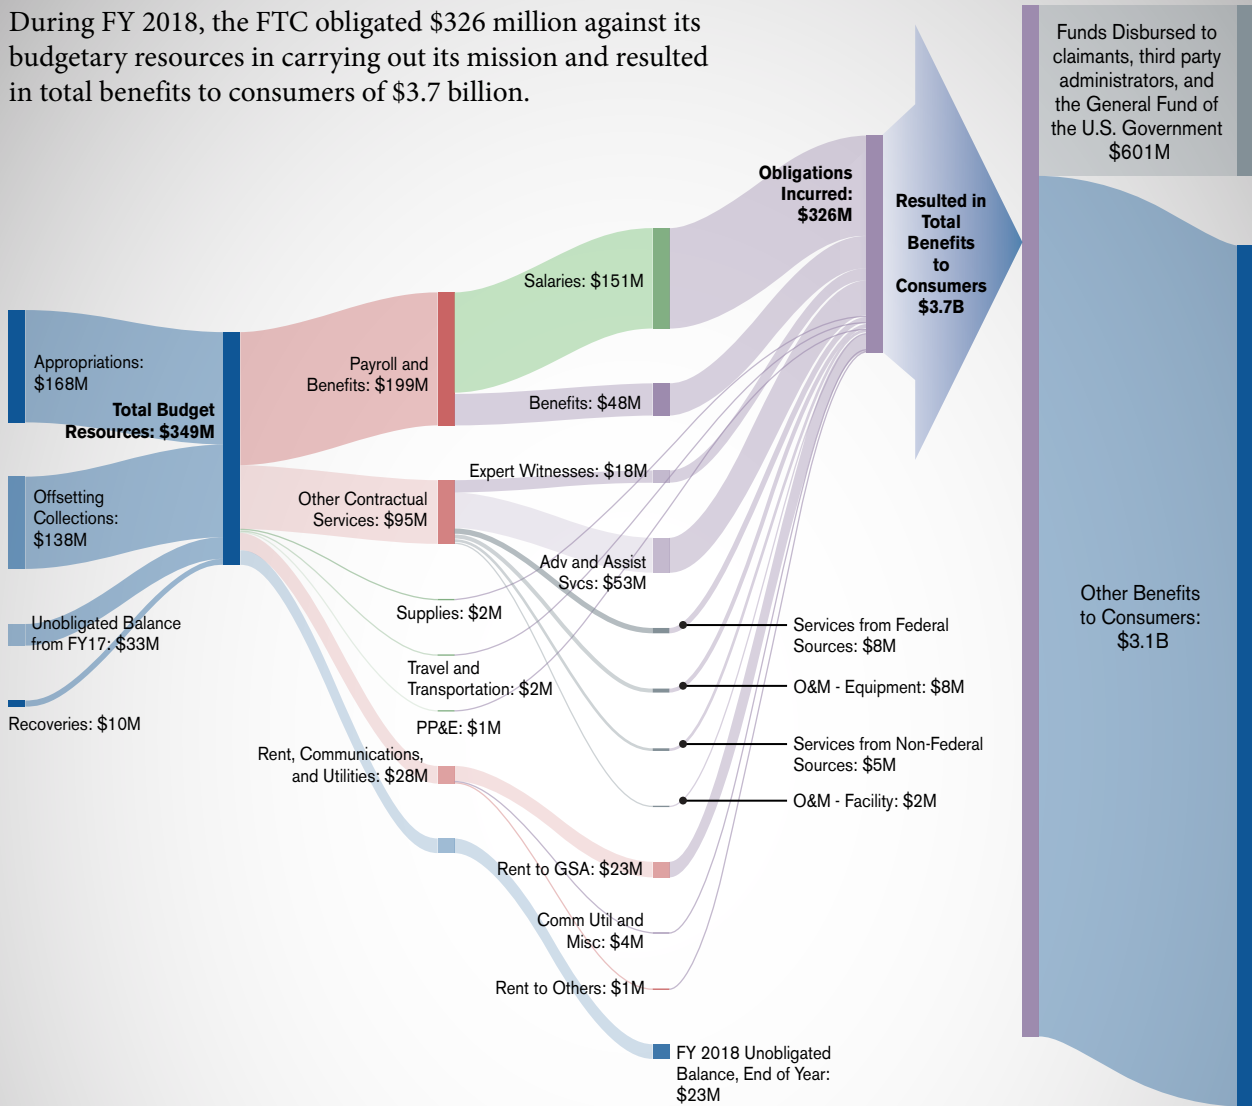 During FY 2018, the FTC obligated $326 million against its
budgetary resources in carrying out its mission and resulted
in total benefits to consumers of $3.7 billion.
Appropriations:
$168M
Total Budget
Resources: $349M
Offsetting
Collections:
$138M
Unobligated Balance
from FY17: $33M
Recoveries: $10M
Payroll and
Benefits: $199M
Other Contractual
Services: $95M
Supplies: $2M
Travel and
Transportation: $2M
PP&E: $1M
Rent, Communications,
and Utilities: $28M
Salaries: $151M
Benefits: $48M
Expert Witnesses: $18M
Adv and Assist
Svcs: $53M
Services from Federal
Sources: $8M
O&M - Equipment: $8M
Services from Non-Federal
Sources: $5M
O&M - Facility: $2M
Rent to GSA: $23M
Comm Util and
Misc: $4M
Rent to Others: $1M
FY 2018 Unobligated
Balance, End of Year:
$23M
Obligations
Incurred:
$326M
Resulted in
Total
Benefits
to
Consumers
$3.7B
Funds Disbursed to
claimants, third party
administrators, and
the General Fund of
the U.S. Government
$601M
Other Benefits
to Consumers:
$3.1B